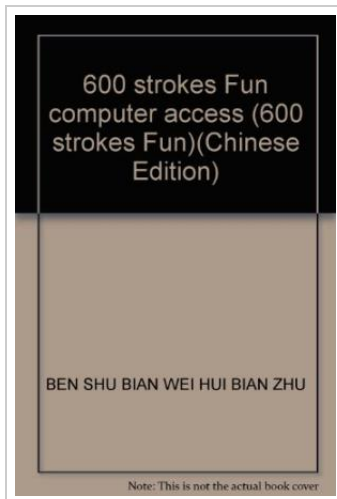 600 strokes Fun
computer access (600
strokes Fun)(Chinese
Edition)
BEN SHU BIAN WEI HUI BIAN ZHU
Note: This is not the actual book cover